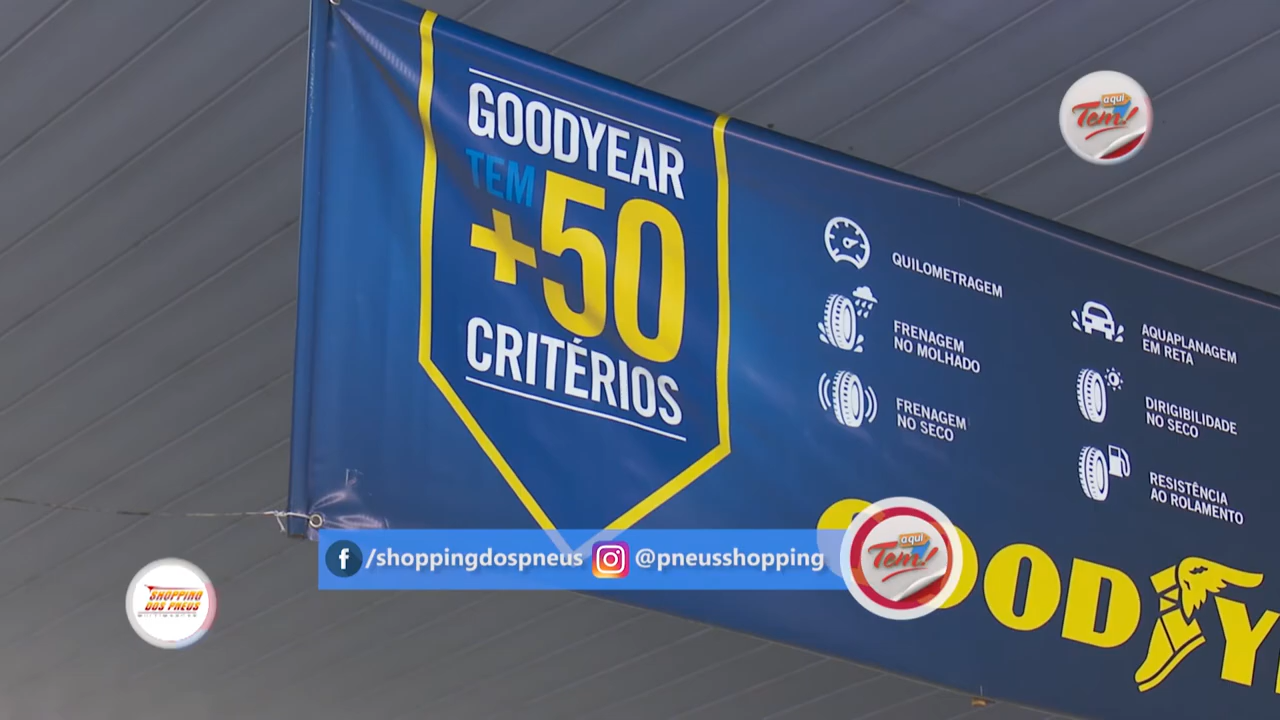 GOODYEAR
TEM
+50
CRITÉRIOS
QUILOMETRAGEM
FRENAGEM
NO MOLHADO
FRENAGEM
NO SECO
AQUAPLANAGEM
EM RETA
DIRIGIBILIDADE
NO SECO
RESISTÊNCIA
AO ROLAMENTO
aqui
Tem!
/shoppingdospneus @pneusshopping
aqui
Tem!
OODY
SHOPPING
DOS PNEUS